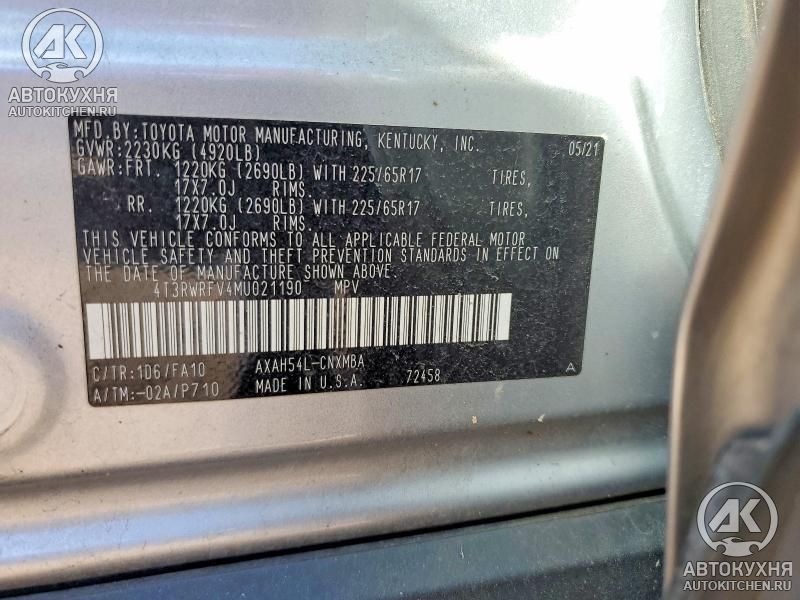 AK
АВТОКУХНЯ
AUTOKITCHEN.RU
MFD.BY:TOYOTA MOTOR MANUFACTURING, KENTUCKY, INC. 05/21
GVWR:2230KG (4920LB)
GAWR:FRT. 1220KG (2690LB) WITH 225/65R17 TIRES,
17X7.0J RIMS.
RR. 1220KG (2690LB) WITH 225/65R17 TIRES,
17X7.0J RIMS.
THIS VEHICLE CONFORMS TO ALL APPLICABLE FEDERAL MOTOR
VEHICLE SAFETY AND THEFT PREVENTION STANDARDS IN EFFECT ON
THE DATE OF MANUFACTURE SHOWN ABOVE.
4T3RWRFV4MU021190 MPV
C/TR:1D6/FA10 AXAH54L-CNXMBA A
A/TM:-02A/P710 MADE IN U.S.A. 72458
AK
АВТОКУХНЯ
AUTOKITCHEN.RU